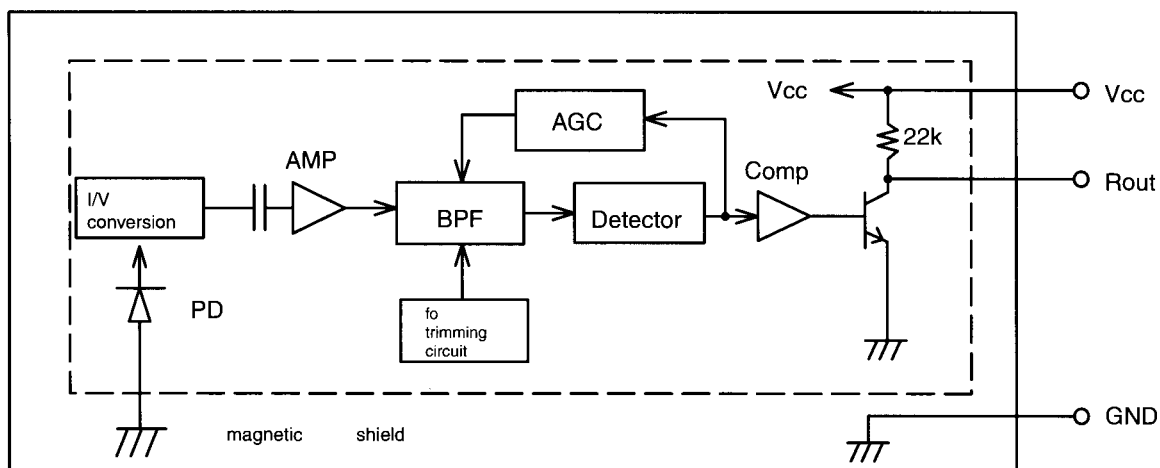 Vcc
Vcc
AGC
22k
AMP
Comp
Rout
I/V
conversion
BPF
Detector
PD
fo
trimming
circuit
GND
magnetic shield